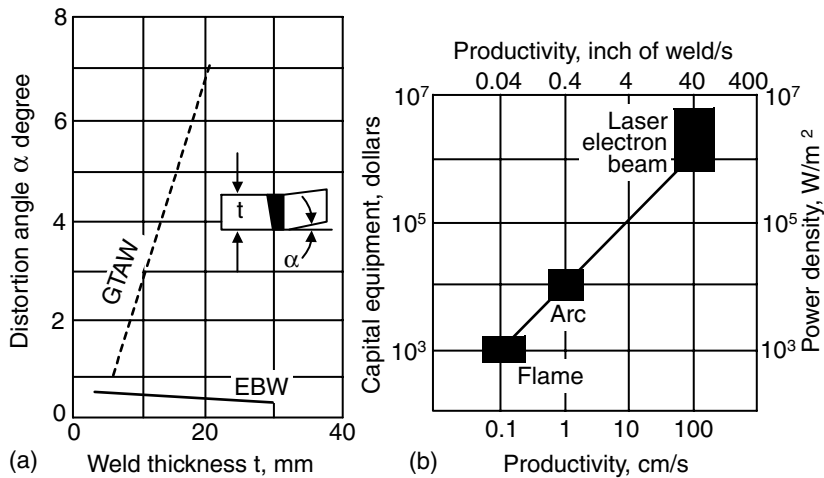 8
6
4
2
0
0
20
40
Distortion angle α degree
GTAW
EBW
t
α
(a)
Weld thickness t, mm
Productivity, inch of weld/s
0.04 0.4 4 40 400
10⁷
10⁵
10³
Capital equipment, dollars
Laser
electron
beam
Arc
Flame
10⁷
10⁵
10³
Power density, W/m²
0.1 1 10 100
(b)
Productivity, cm/s